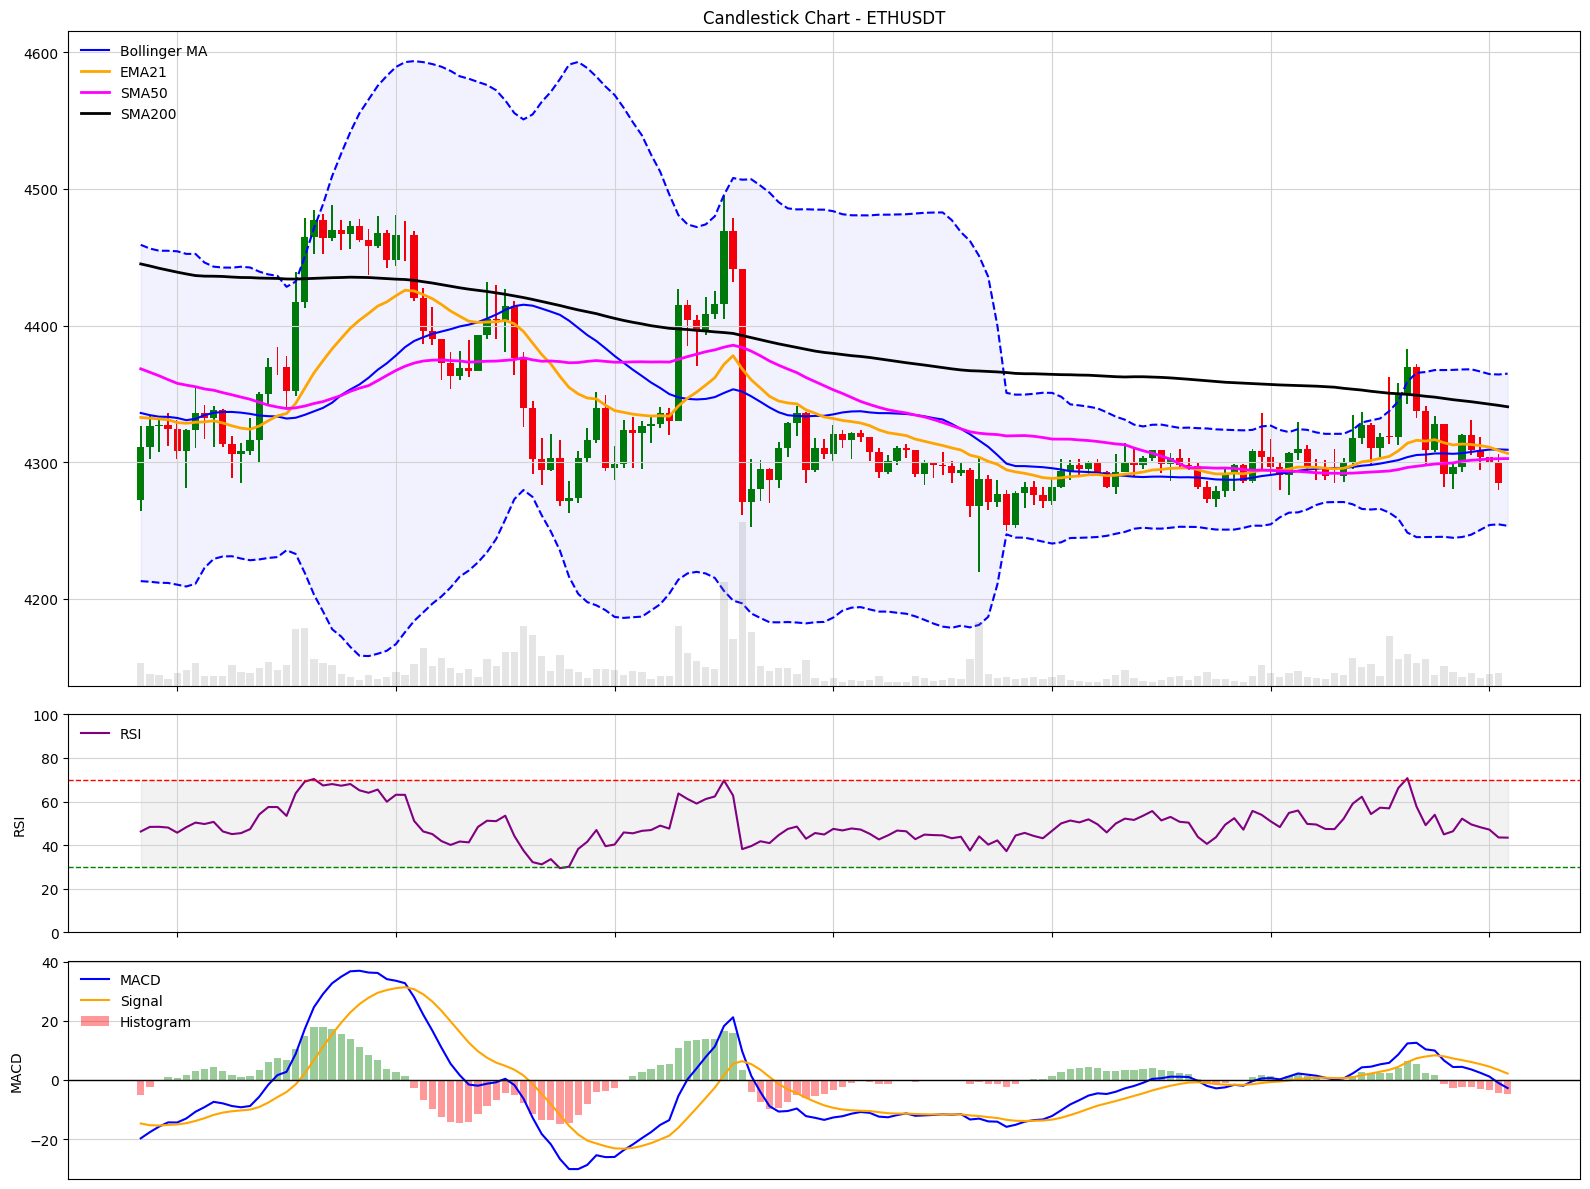 Candlestick Chart - ETHUSDT
4600
4500
4400
4300
4200
Bollinger MA
EMA21
SMA50
SMA200
100
80
60
40
20
0
RSI
RSI
40
20
0
−20
MACD
MACD
Signal
Histogram